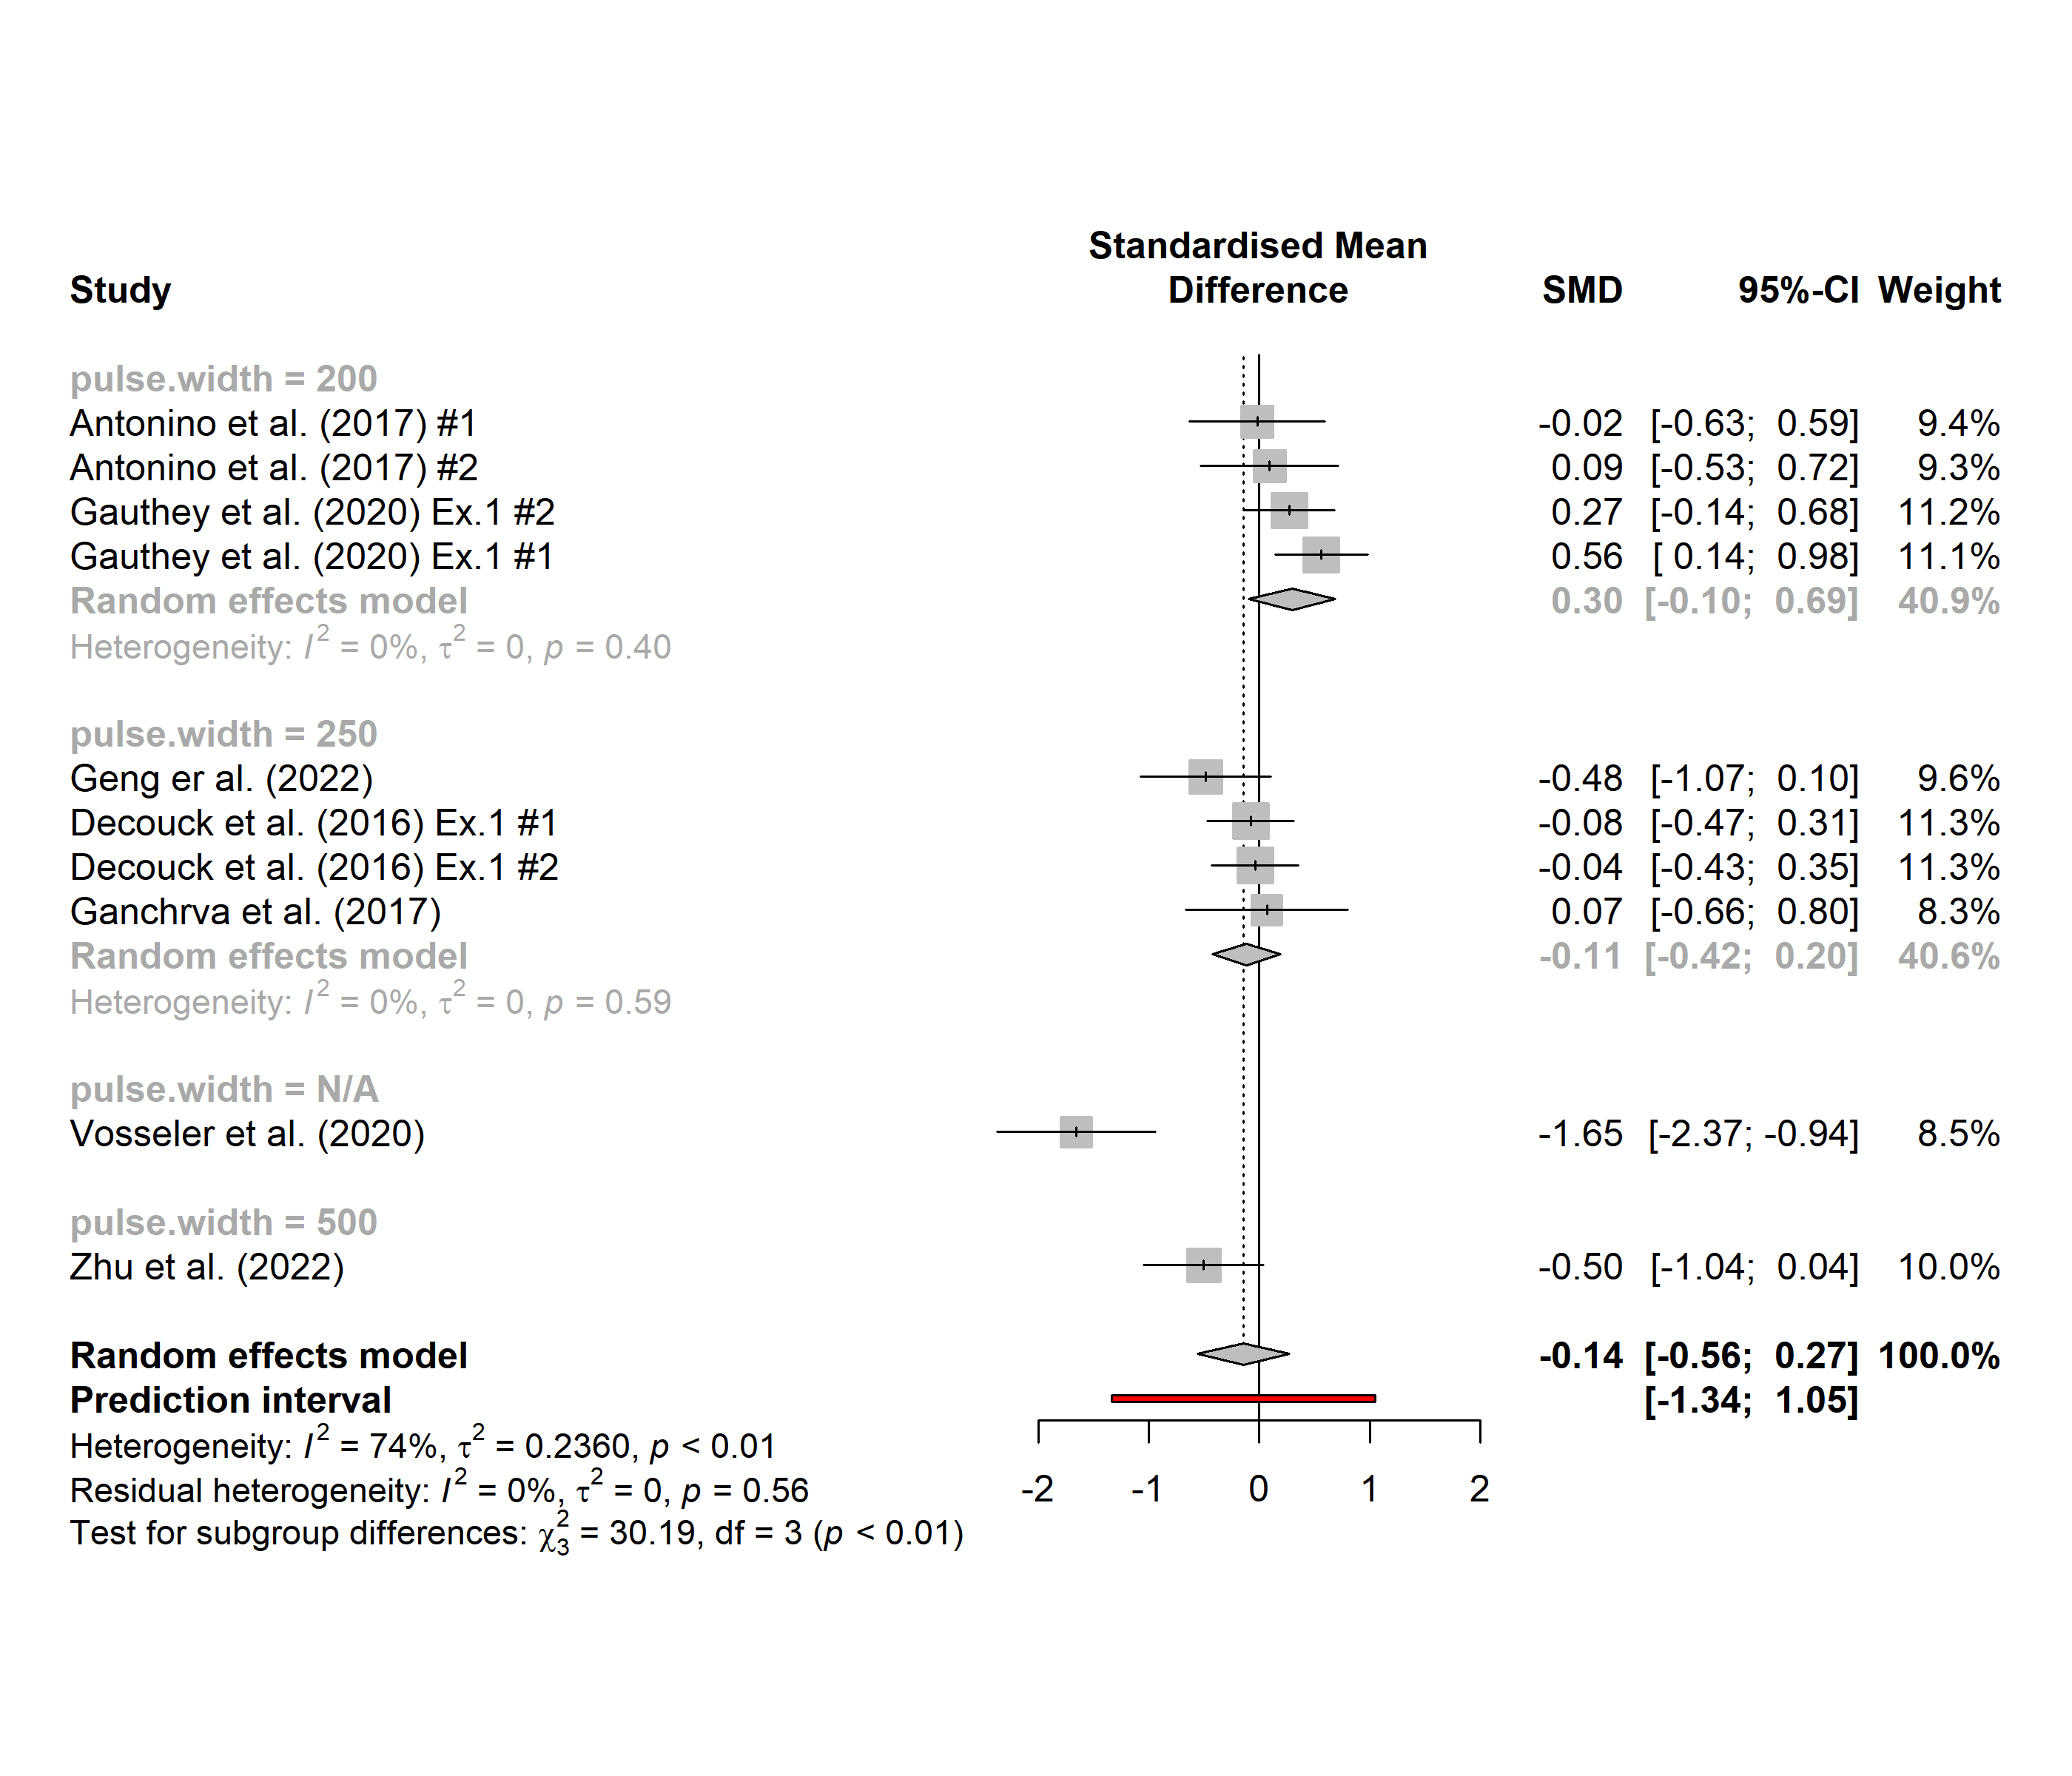 Standardised Mean
Study Difference SMD 95%-CI Weight
pulse.width = 200
Antonino et al. (2017) #1 -0.02 [-0.63; 0.59] 9.4%
Antonino et al. (2017) #2 0.09 [-0.53; 0.72] 9.3%
Gauthey et al. (2020) Ex.1 #2 0.27 [-0.14; 0.68] 11.2%
Gauthey et al. (2020) Ex.1 #1 0.56 [ 0.14; 0.98] 11.1%
Random effects model 0.30 [-0.10; 0.69] 40.9%
Heterogeneity: I² = 0%, τ² = 0, p = 0.40
pulse.width = 250
Geng er al. (2022) -0.48 [-1.07; 0.10] 9.6%
Decouck et al. (2016) Ex.1 #1 -0.08 [-0.47; 0.31] 11.3%
Decouck et al. (2016) Ex.1 #2 -0.04 [-0.43; 0.35] 11.3%
Ganchrva et al. (2017) 0.07 [-0.66; 0.80] 8.3%
Random effects model -0.11 [-0.42; 0.20] 40.6%
Heterogeneity: I² = 0%, τ² = 0, p = 0.59
pulse.width = N/A
Vosseler et al. (2020) -1.65 [-2.37; -0.94] 8.5%
pulse.width = 500
Zhu et al. (2022) -0.50 [-1.04; 0.04] 10.0%
Random effects model -0.14 [-0.56; 0.27] 100.0%
Prediction interval [-1.34; 1.05]
Heterogeneity: I² = 74%, τ² = 0.2360, p < 0.01
Residual heterogeneity: I² = 0%, τ² = 0, p = 0.56
-2 -1 0 1 2
Test for subgroup differences: χ²₃ = 30.19, df = 3 (p < 0.01)